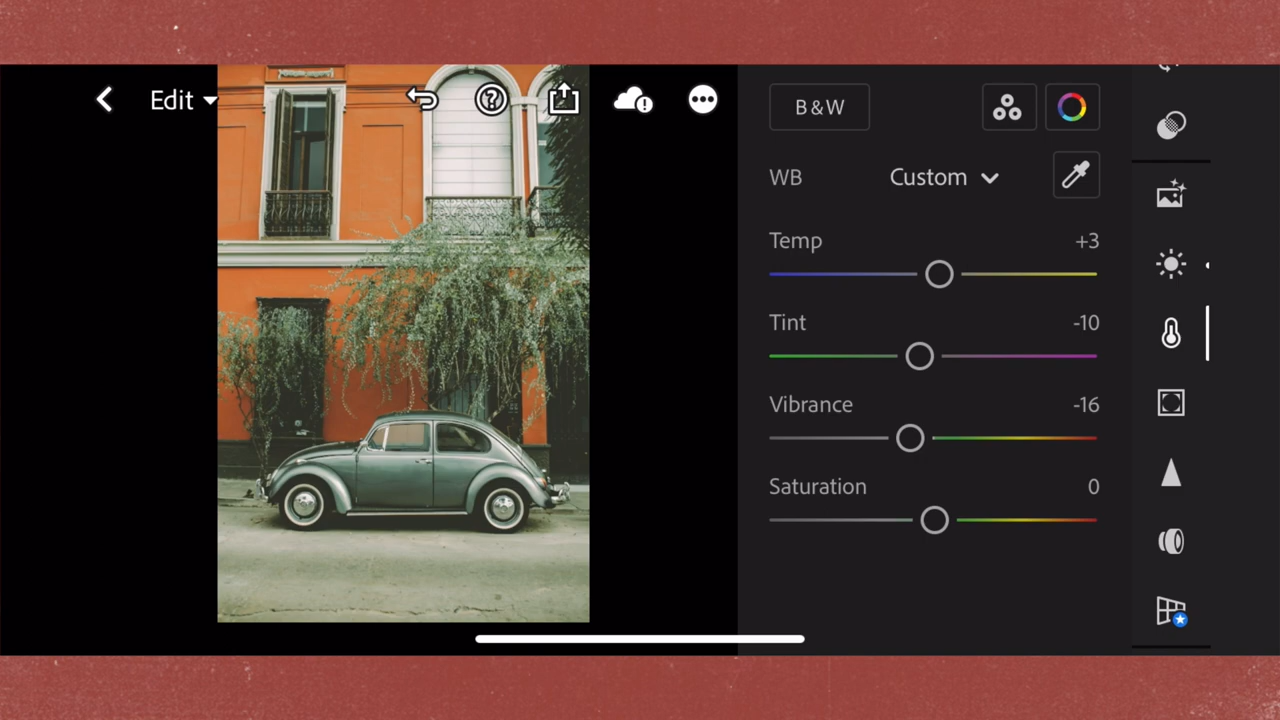 Edit
B&W
WB Custom
Temp +3
Tint -10
Vibrance -16
Saturation 0